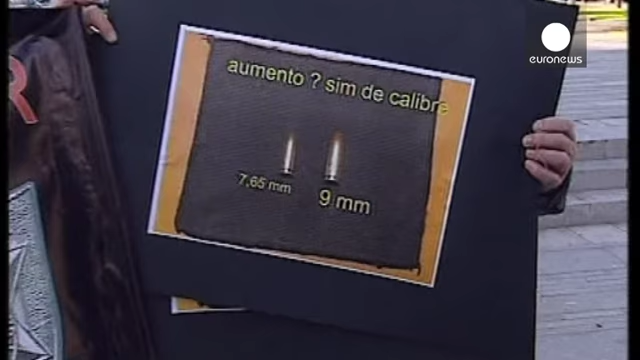 euronews
aumento ? sim de calibre
7,65 mm
9 mm
R